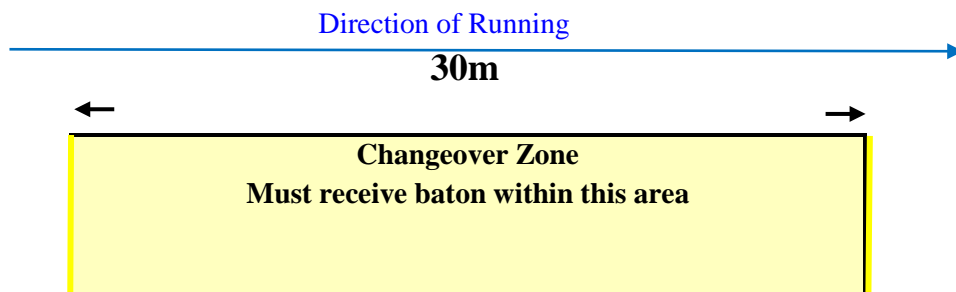 Direction of Running
30m
Changeover Zone
Must receive baton within this area